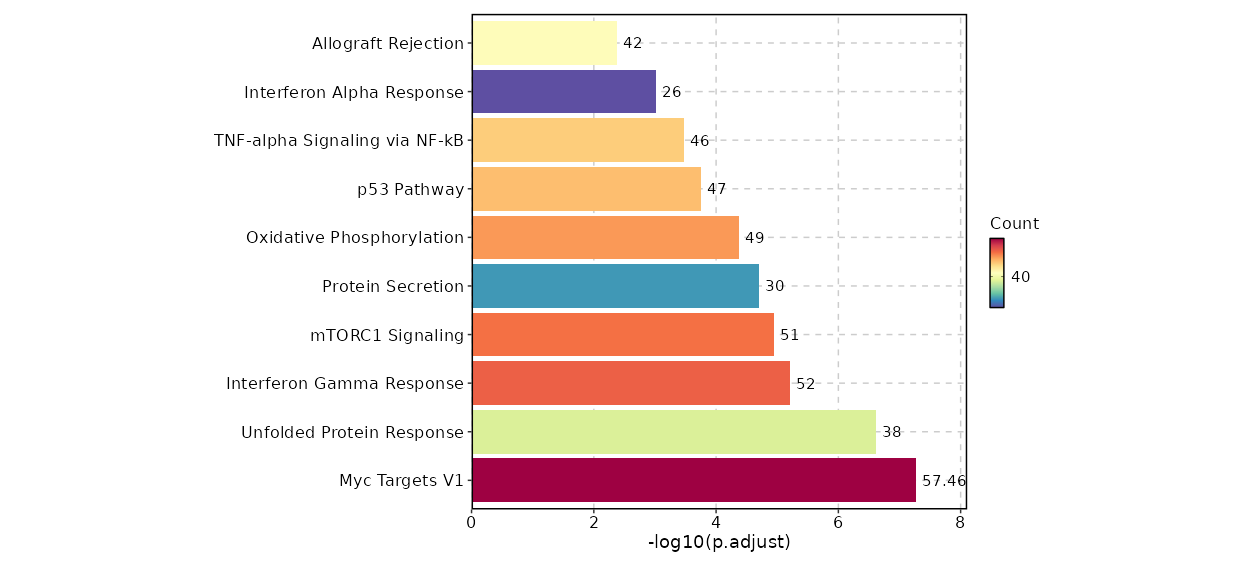 Allograft Rejection 42
Interferon Alpha Response 26
TNF-alpha Signaling via NF-kB 46
p53 Pathway 47
Oxidative Phosphorylation 49
Protein Secretion 30
mTORC1 Signaling 51
Interferon Gamma Response 52
Unfolded Protein Response 38
Myc Targets V1 57.46
0 2 4 6 8
-log10(p.adjust)
Count
40